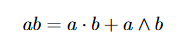 ab = a · b + a ∧ b